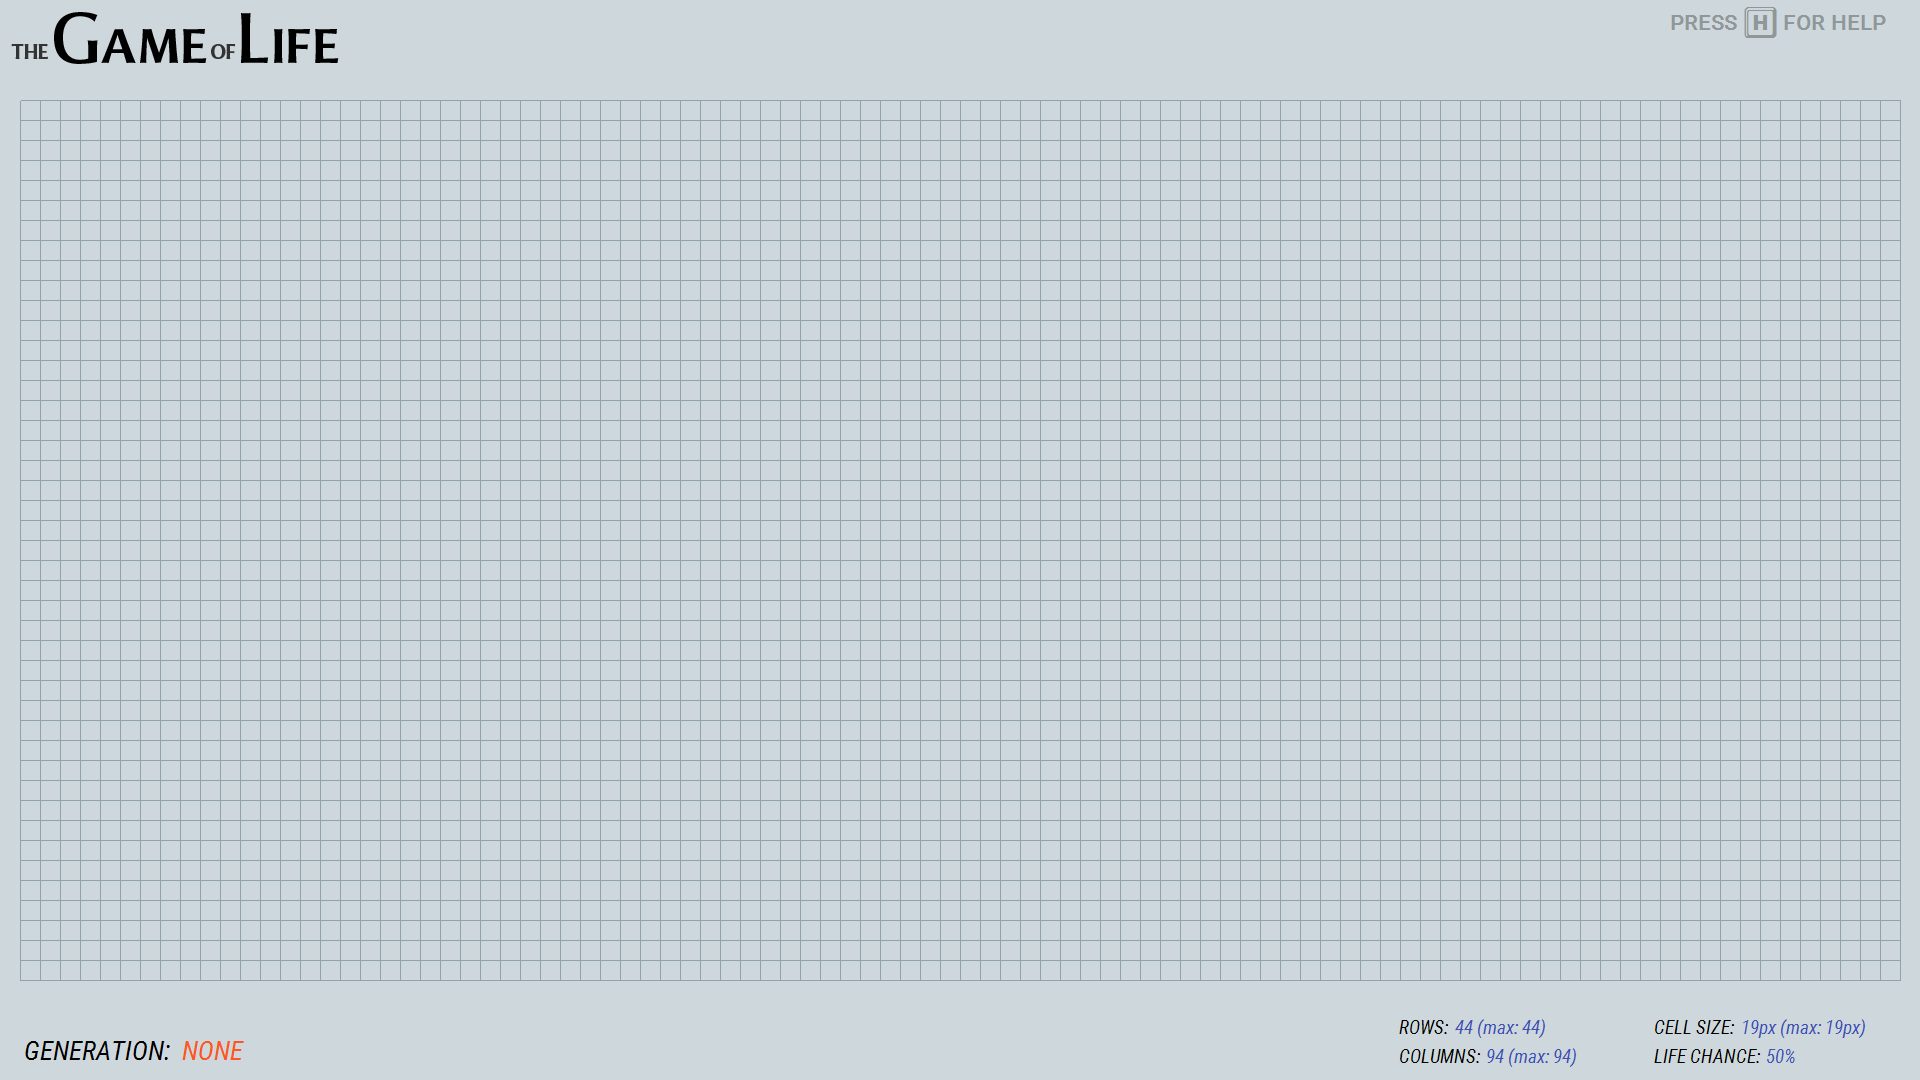 THE GAME OF LIFE
PRESS H FOR HELP
GENERATION: NONE
ROWS: 44 (max: 44)
COLUMNS: 94 (max: 94)
CELL SIZE: 19px (max: 19px)
LIFE CHANCE: 50%